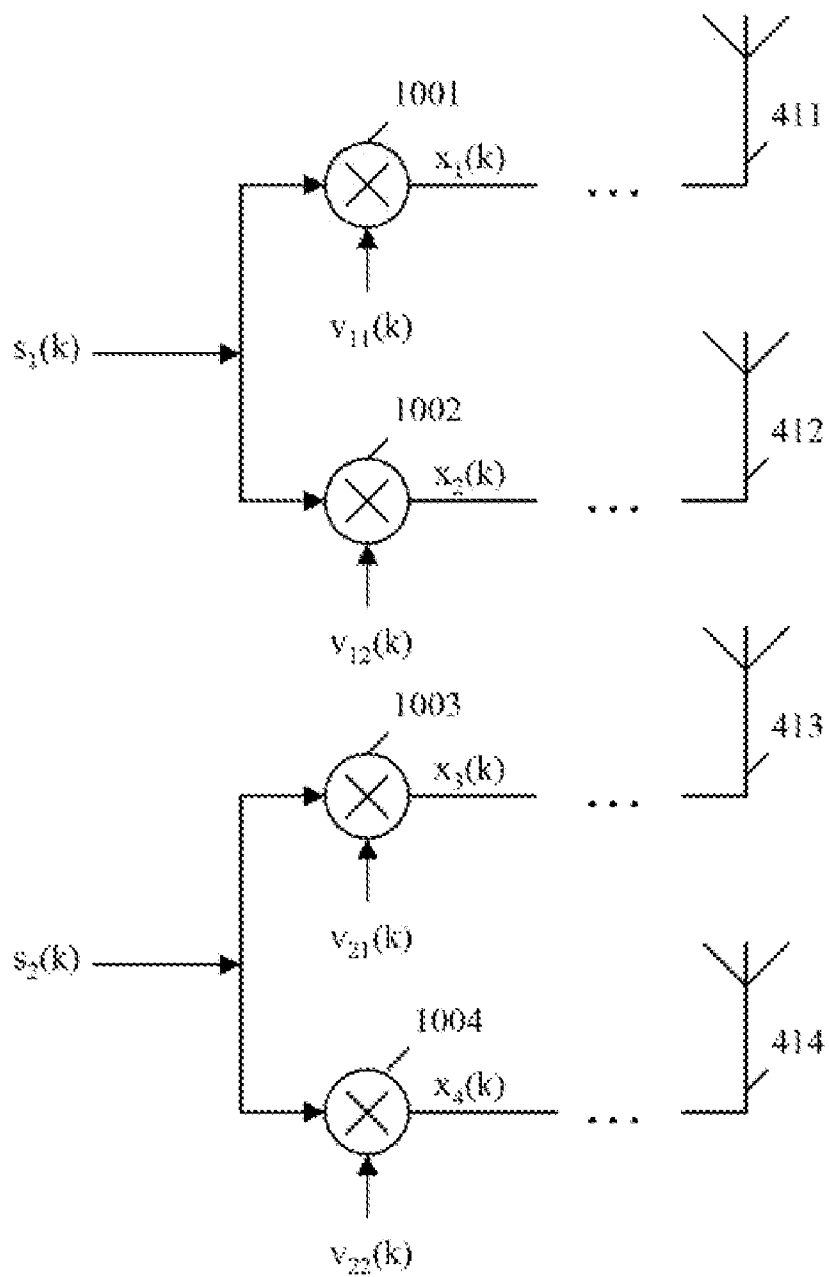 1001
411
x₁(k)
...
v₁₁(k)
s₁(k)
1002
412
x₂(k)
...
v₁₂(k)
1003
413
x₃(k)
...
v₂₁(k)
s₂(k)
1004
414
x₄(k)
...
v₂₂(k)